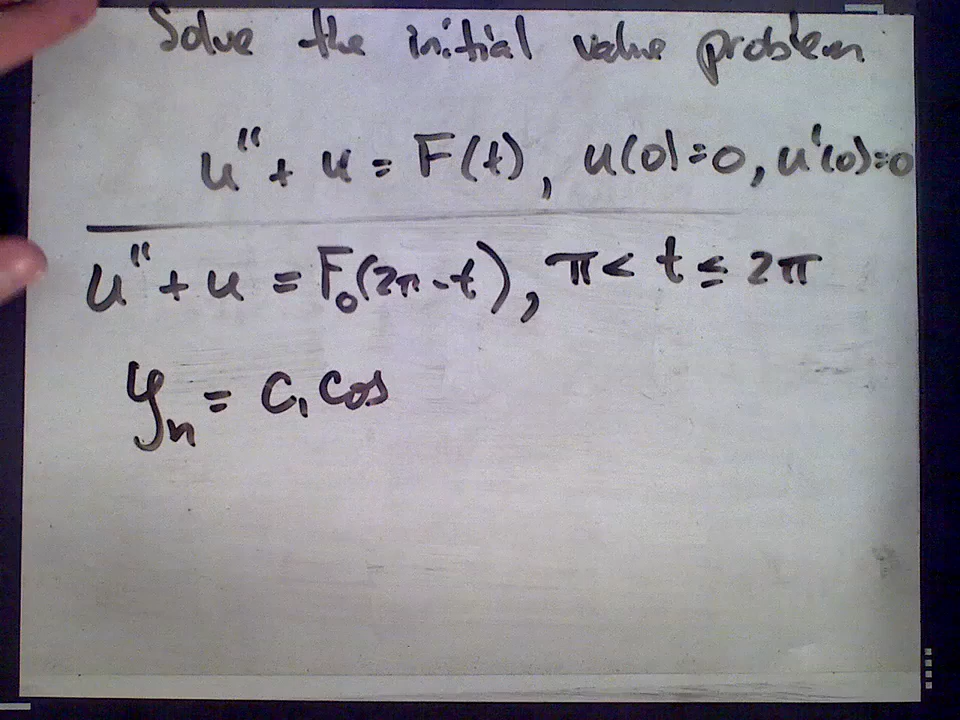 Solve the initial value problem
u" + u = F(t), u(0)=0, u'(0)=0
u" + u = F₀(2π-t), π < t ≤ 2π
yₕ = C₁ cos